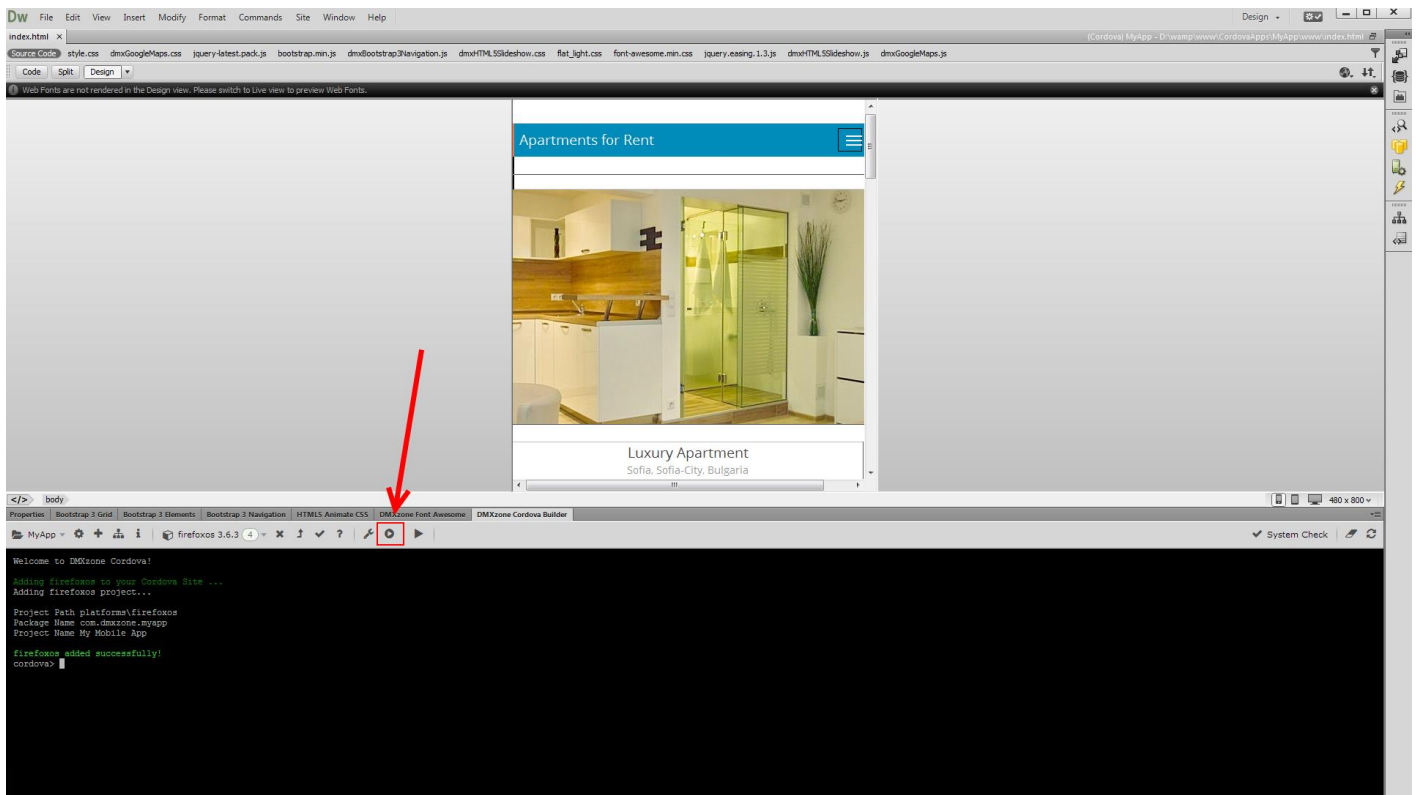 Dw File Edit View Insert Modify Format Commands Site Window Help Design
index.html × (Cordova) MyApp - D:\wamp\www\CordovaApps\MyApp\www\index.html
Source Code style.css dmxGoogleMaps.css jquery-latest.pack.js bootstrap.min.js dmxBootstrap3Navigation.js dmxHTML5Slideshow.css flat_light.css font-awesome.min.css jquery.easing.1.3.js dmxHTML5Slideshow.js dmxGoogleMaps.js
Code Split Design
Web Fonts are not rendered in the Design view. Please switch to Live view to preview Web Fonts.
Apartments for Rent
Luxury Apartment
Sofia, Sofia-City, Bulgaria
</> body 480 x 800
Properties Bootstrap 3 Grid Bootstrap 3 Elements Bootstrap 3 Navigation HTML5 Animate CSS DMXzone Font Awesome DMXzone Cordova Builder
MyApp firefoxos 3.6.3 4 System Check
Welcome to DMXzone Cordova!
Adding firefoxos to your Cordova Site ...
Adding firefoxos project...
Project Path platforms\firefoxos
Package Name com.dmxzone.myapp
Project Name My Mobile App
firefoxos added successfully!
cordova>